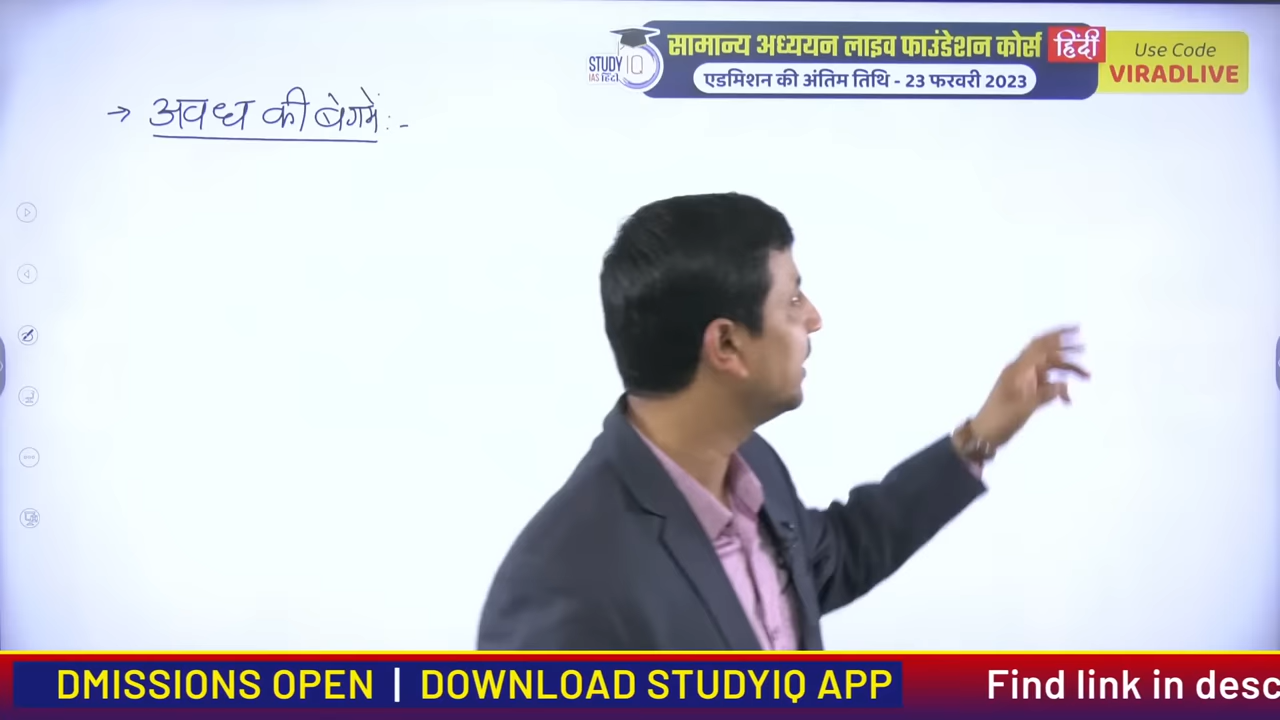 STUDY IQ
IAS हिंदी
सामान्य अध्ययन लाइव फाउंडेशन कोर्स हिंदी
एडमिशन की अंतिम तिथि - 23 फरवरी 2023
Use Code
VIRADLIVE
→ अवध की बेगमें :-
DMISSIONS OPEN | DOWNLOAD STUDYIQ APP
Find link in desc